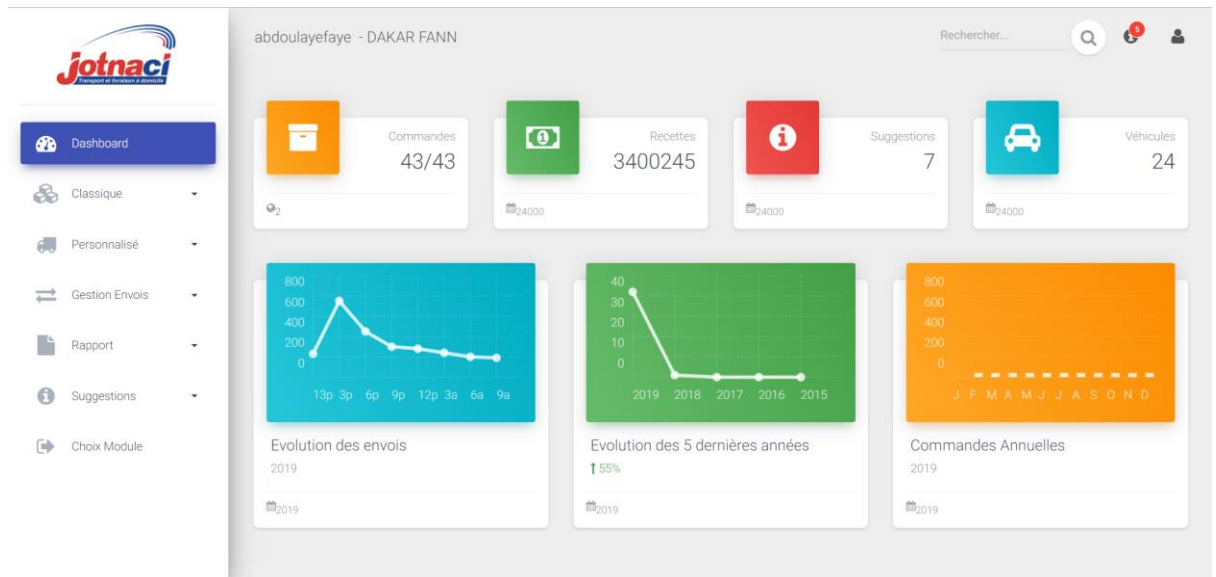 jotnaci
Transport et livraison à domicile
Dashboard
Classique
Personnalisé
Gestion Envois
Rapport
Suggestions
Choix Module
abdoulayefaye - DAKAR FANN
Rechercher...
5
Commandes
43/43
2
Recettes
3400245
24000
Suggestions
7
24000
Véhicules
24
24000
800
600
400
200
0
13p 3p 6p 9p 12p 3a 6a 9a
Evolution des envois
2019
2019
40
30
20
10
0
2019 2018 2017 2016 2015
Evolution des 5 dernières années
55%
2019
800
600
400
200
0
J F M A M J J A S O N D
Commandes Annuelles
2019
2019